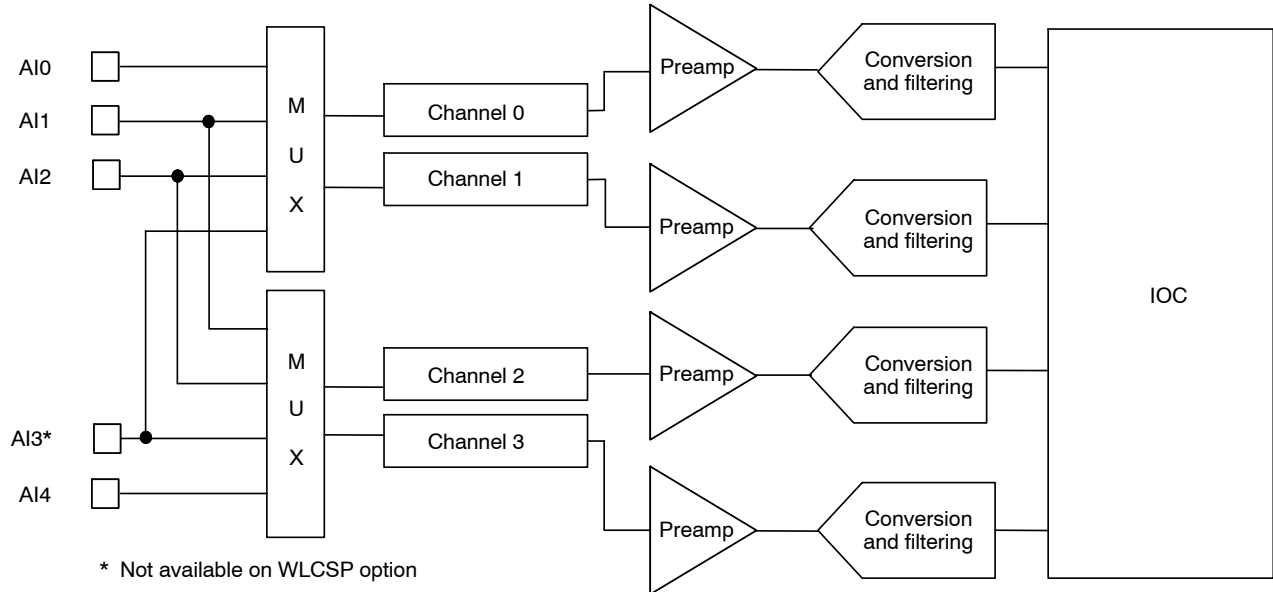 AI0
AI1
AI2
AI3*
AI4
M
U
X
M
U
X
Channel 0
Channel 1
Channel 2
Channel 3
Preamp
Preamp
Preamp
Preamp
Conversion
and filtering
Conversion
and filtering
Conversion
and filtering
Conversion
and filtering
IOC
* Not available on WLCSP option